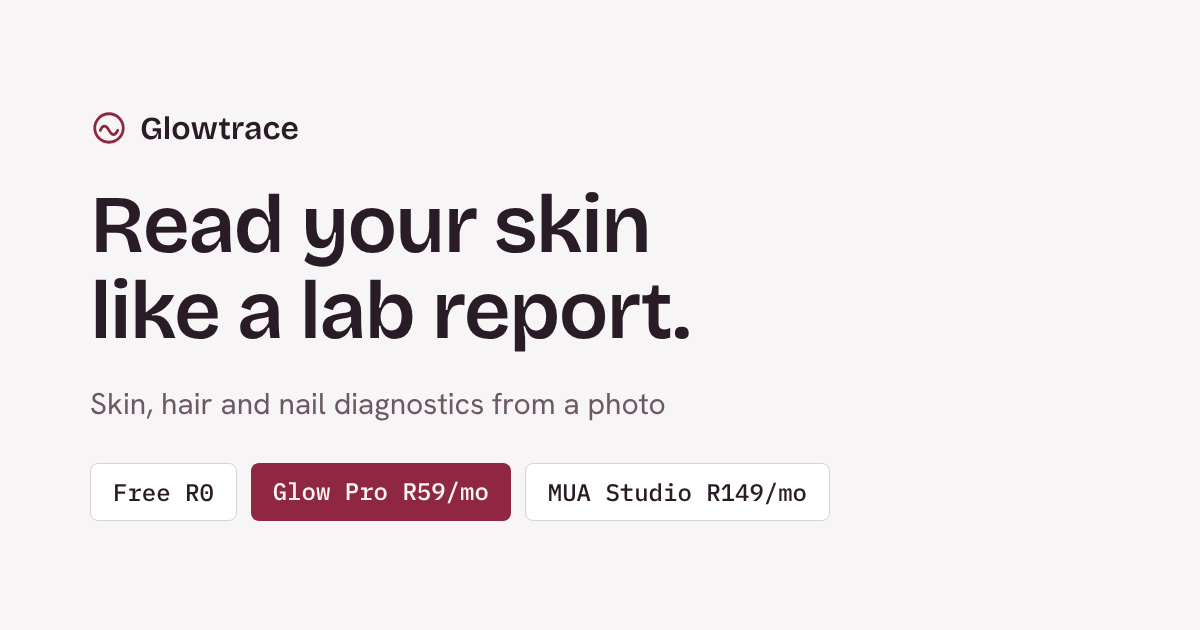 Glowtrace
Read your skin
like a lab report.
Skin, hair and nail diagnostics from a photo
Free R0
Glow Pro R59/mo
MUA Studio R149/mo